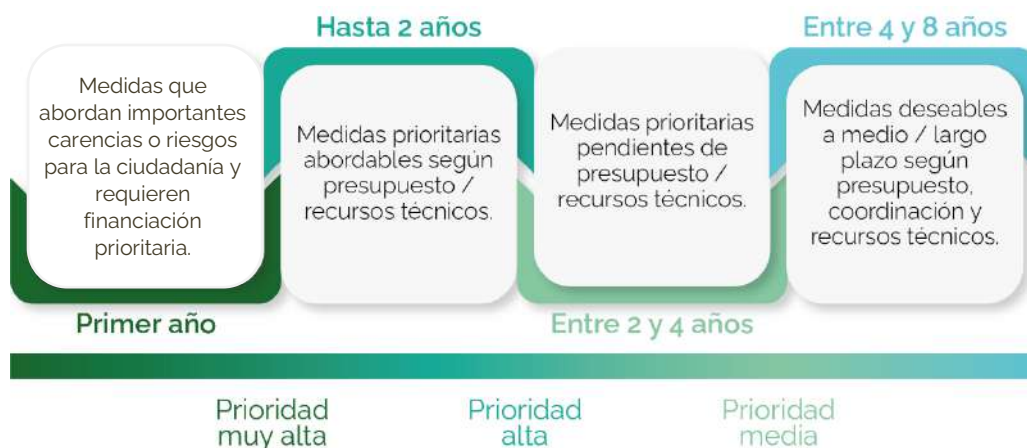 Hasta 2 años
Entre 4 y 8 años
Medidas que
abordan importantes
carencias o riesgos
para la ciudadanía y
requieren
financiación
prioritaria.
Medidas prioritarias
abordables según
presupuesto /
recursos técnicos.
Medidas prioritarias
pendientes de
presupuesto /
recursos técnicos.
Medidas deseables
a medio / largo
plazo según
presupuesto,
coordinación y
recursos técnicos.
Primer año
Entre 2 y 4 años
Prioridad
muy alta
Prioridad
alta
Prioridad
media